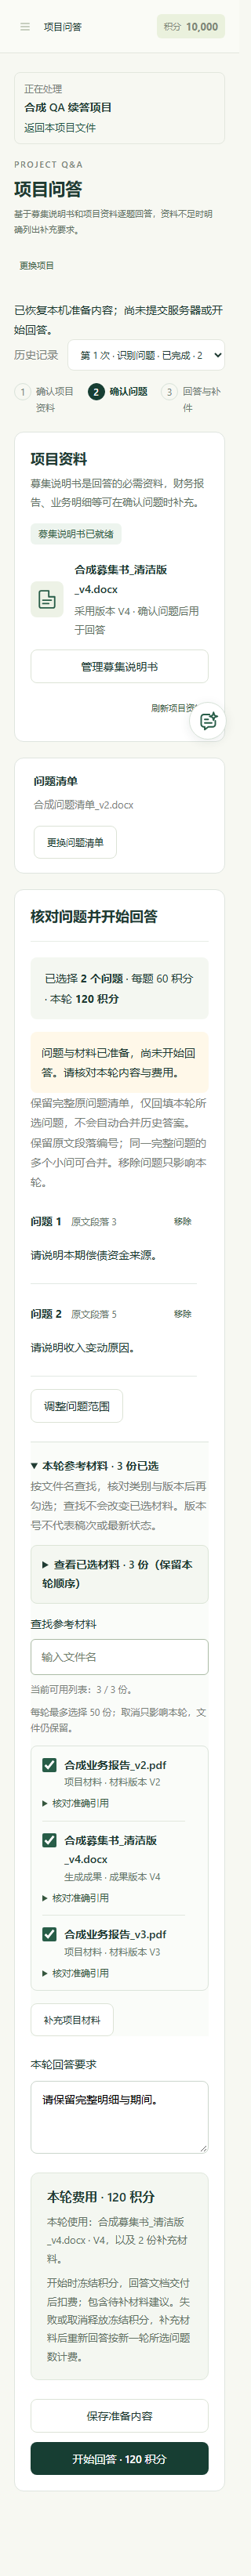 项目问答
积分 10,000
正在处理
合成 QA 续答项目
返回本项目文件
PROJECT Q&A
项目问答
基于募集说明书和项目资料逐题回答，资料不足时明
确列出补充要求。
更换项目
已恢复本机准备内容；尚未提交服务器或开
始回答。
历史记录
第 1 次 · 识别问题 · 已完成 · 2
1 确认项目
资料
2 确认问题
3 回答与补
件
项目资料
募集说明书是回答的必需资料，财务报
告、业务明细等可在确认问题时补充。
募集说明书已就绪
合成募集书_清洁版
_v4.docx
采用版本 V4 · 确认问题后用
于回答
管理募集说明书
刷新项目资
问题清单
合成问题清单_v2.docx
更换问题清单
核对问题并开始回答
已选择 2 个问题 · 每题 60 积分
· 本轮 120 积分
问题与材料已准备，尚未开始回
答。请核对本轮内容与费用。
保留完整原问题清单，仅回填本轮所
选问题，不会自动合并历史答案。
保留原文段落编号；同一完整问题的
多个小问可合并。移除问题只影响本
轮。
问题 1 原文段落 3
移除
请说明本期偿债资金来源。
问题 2 原文段落 5
移除
请说明收入变动原因。
调整问题范围
▼ 本轮参考材料 · 3 份已选
按文件名查找，核对类别与版本后再
勾选；查找不会改变已选材料。版本
号不代表稿次或最新状态。
▶ 查看已选材料 · 3 份（保留本
轮顺序）
查找参考材料
输入文件名
当前可用列表：3 / 3 份。
每轮最多选择 50 份；取消只影响本轮，文
件仍保留。
合成业务报告_v2.pdf
项目材料 · 材料版本 V2
▶ 核对准确引用
合成募集书_清洁版
_v4.docx
生成成果 · 成果版本 V4
▶ 核对准确引用
合成业务报告_v3.pdf
项目材料 · 材料版本 V3
▶ 核对准确引用
补充项目材料
本轮回答要求
请保留完整明细与期间。
本轮费用 · 120 积分
本轮使用：合成募集书_清洁版
_v4.docx · V4，以及 2 份补充材
料。
开始时冻结积分，回答文档交付
后扣费；包含待补材料建议。失
败或取消释放冻结积分，补充材
料后重新回答按新一轮所选问题
数计费。
保存准备内容
开始回答 · 120 积分